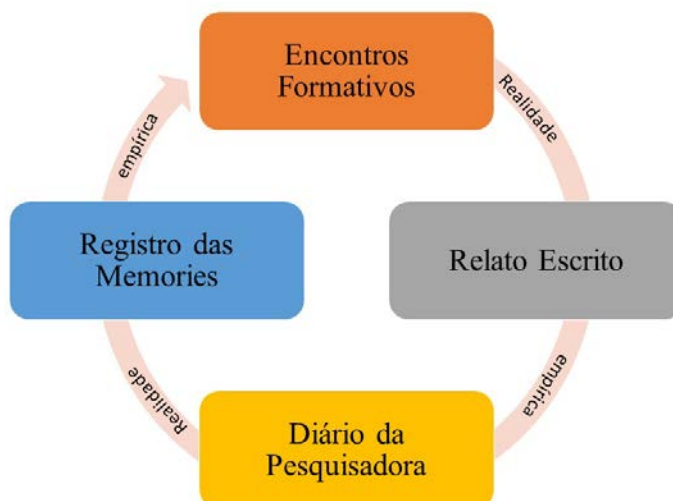 Encontros
Formativos
Realidade
Relato Escrito
empírica
Diário da
Pesquisadora
Realidade
Registro das
Memories
empírica